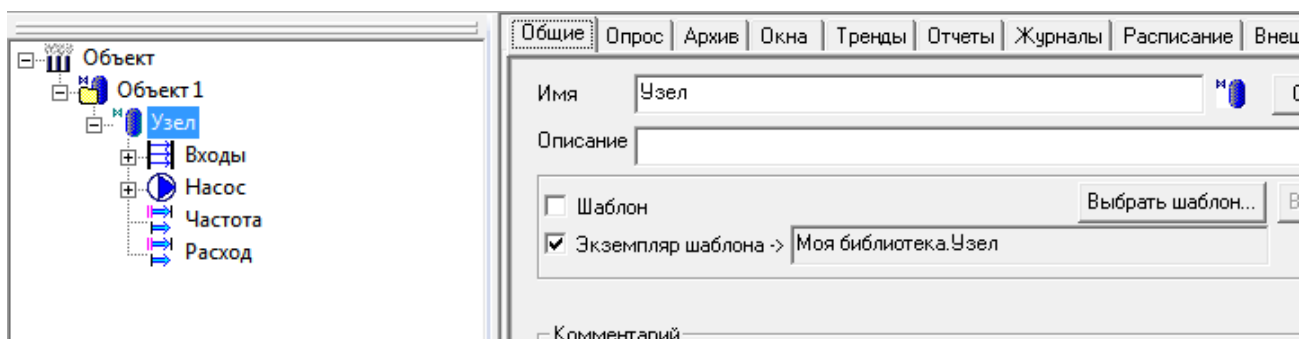 Объект
Объект 1
Узел
Входы
Насос
Частота
Расход
Общие Опрос Архив Окна Тренды Отчеты Журналы Расписание
Имя Узел
Описание
Шаблон Выбрать шаблон...
Экземпляр шаблона -> Моя библиотека.Узел
Комментарий